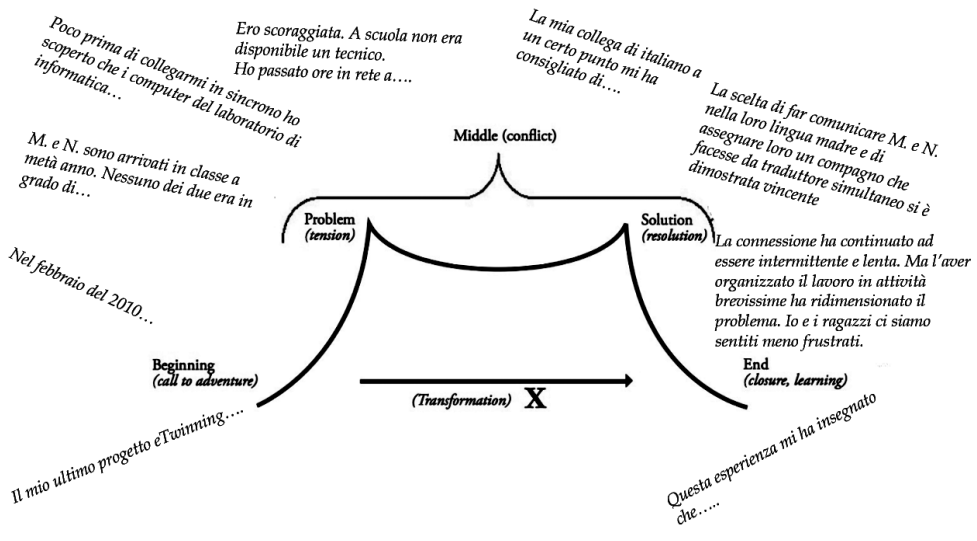 Poco prima di collegarmi in sincrono ho
scoperto che i computer del laboratorio di
informatica…
Ero scoraggiata. A scuola non era
disponibile un tecnico.
Ho passato ore in rete a….
La mia collega di italiano a
un certo punto mi ha
consigliato di….
La scelta di far comunicare M. e N.
nella loro lingua madre e di
assegnare loro un compagno che
facesse da traduttore simultaneo si è
dimostrata vincente
M. e N. sono arrivati in classe a
metà anno. Nessuno dei due era in
grado di…
Middle (conflict)
Problem
(tension)
Solution
(resolution)
La connessione ha continuato ad
essere intermittente e lenta. Ma l'aver
organizzato il lavoro in attività
brevissime ha ridimensionato il
problema. Io e i ragazzi ci siamo
sentiti meno frustrati.
Nel febbraio del 2010…
Beginning
(call to adventure)
End
(closure, learning)
(Transformation) X
Il mio ultimo progetto eTwinning….
Questa esperienza mi ha insegnato
che…..